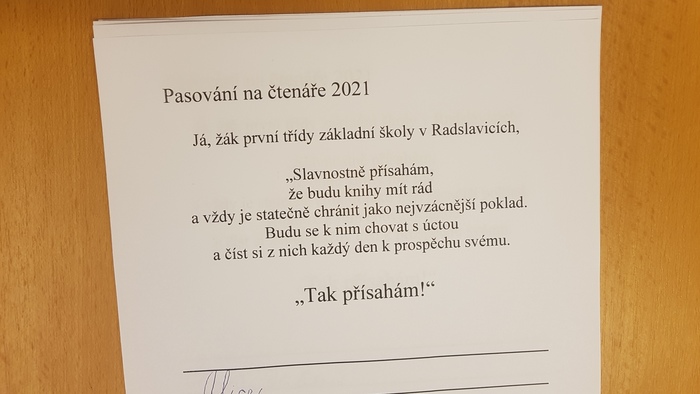 Pasování na čtenáře 2021
Já, žák první třídy základní školy v Radslavicích,
„Slavnostně přísahám,
že budu knihy mít rád
a vždy je statečně chránit jako nejvzácnější poklad.
Budu se k nim chovat s úctou
a číst si z nich každý den k prospěchu svému.
„Tak přísahám!“